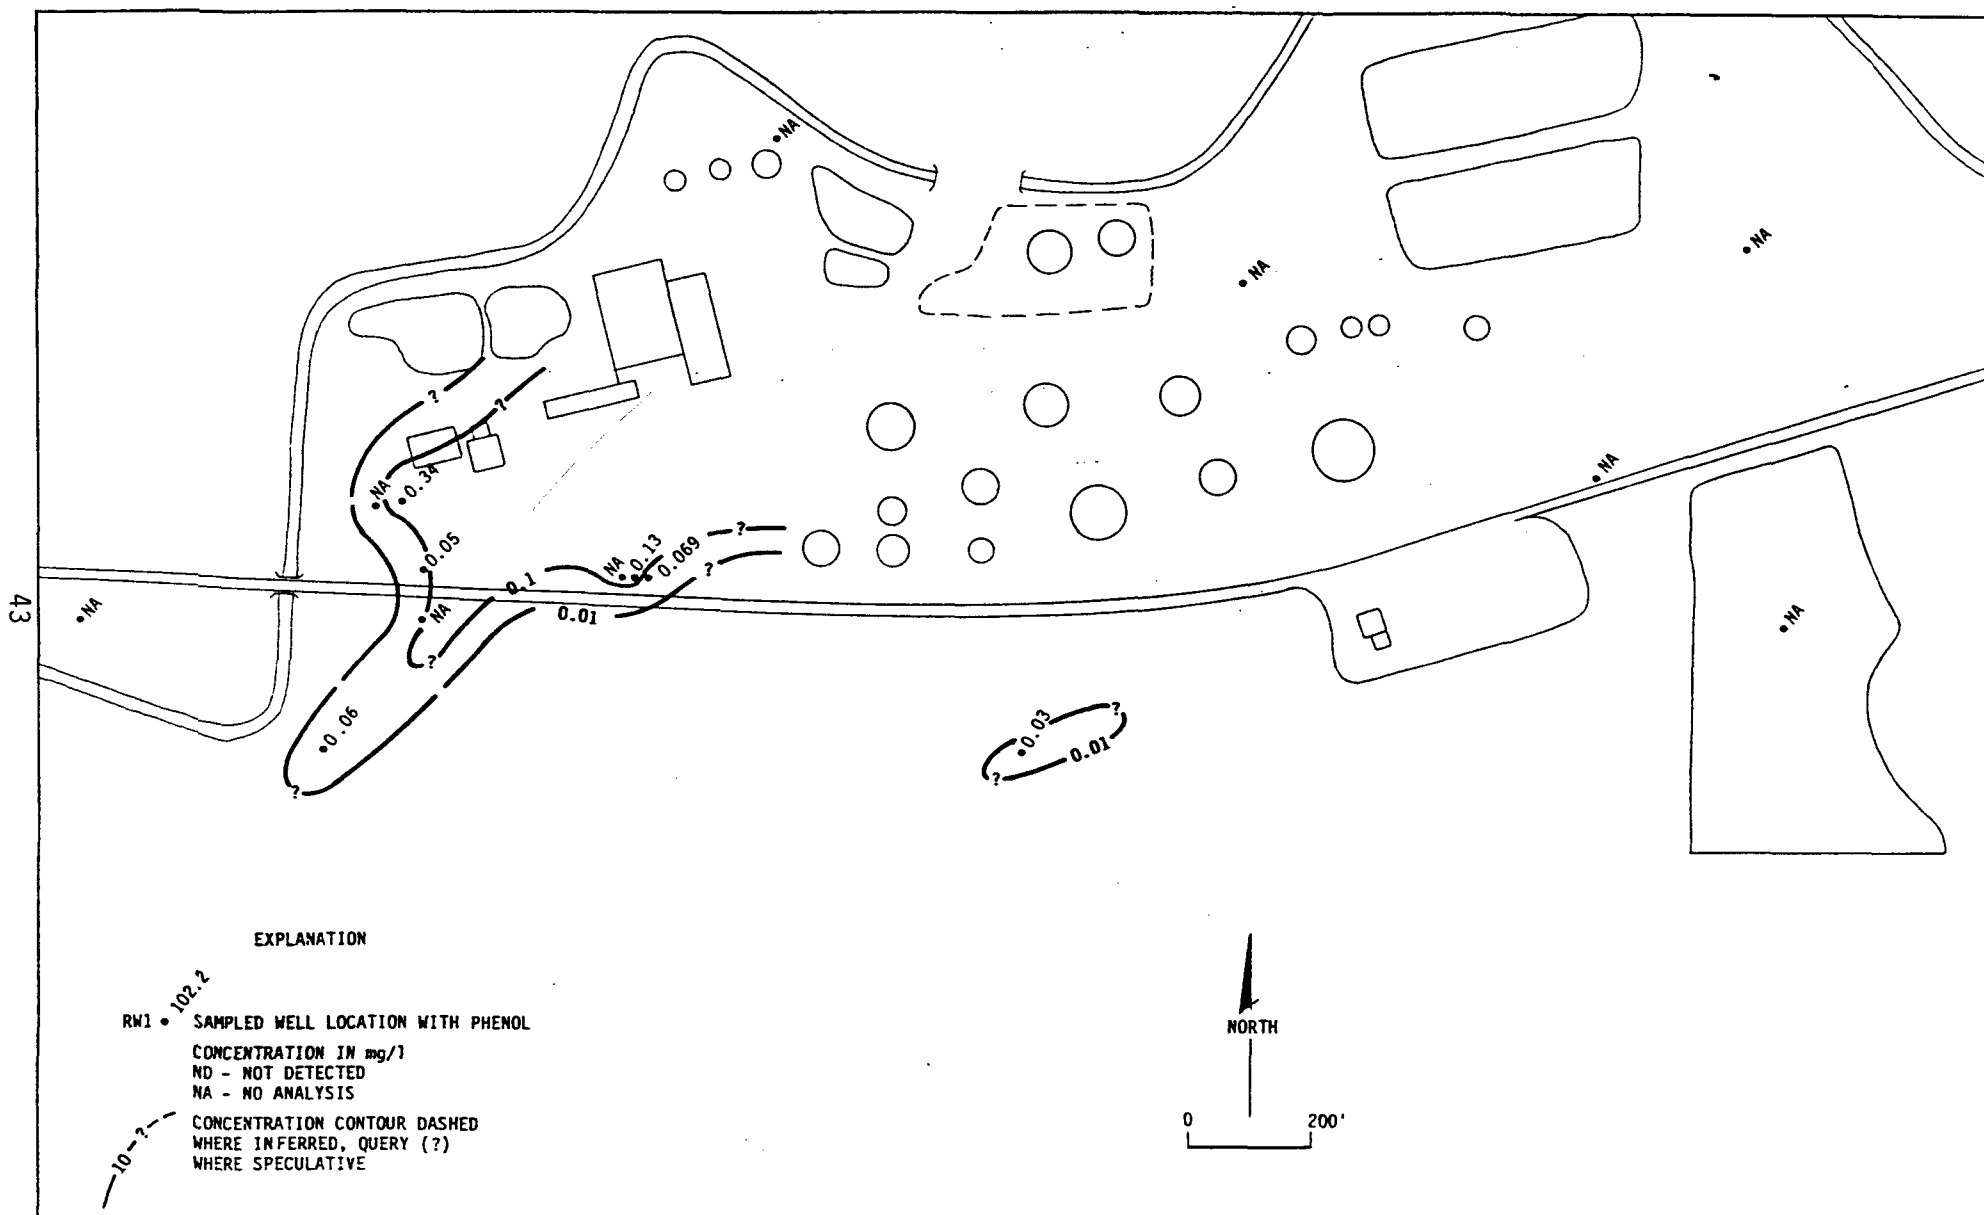 NA
NA
NA
?
?
NA
0.34
NA
0.05
NA
0.13
0.069
?
?
0.1
0.01
NA
NA
NA
?
0.06
?
0.03
?
0.01
?
43
EXPLANATION
102.2
RW1 • SAMPLED WELL LOCATION WITH PHENOL
CONCENTRATION IN mg/l
ND - NOT DETECTED
NA - NO ANALYSIS
10-?
CONCENTRATION CONTOUR DASHED
WHERE INFERRED, QUERY (?)
WHERE SPECULATIVE
NORTH
0 200'